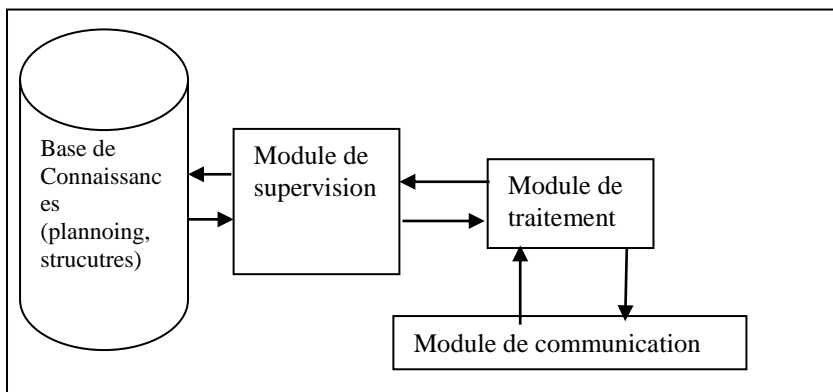 Base de
Connaissanc
es
(plannoing,
strucutres)
Module de
supervision
Module de
traitement
Module de communication